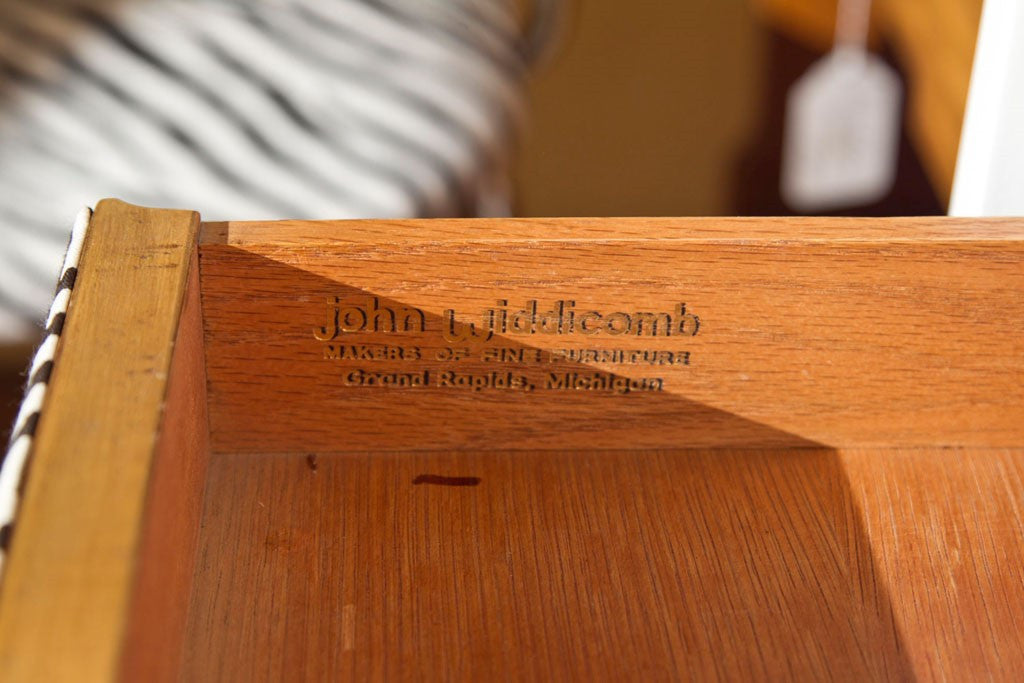 john widdicomb
MAKERS OF FINE FURNITURE
Grand Rapids, Michigan